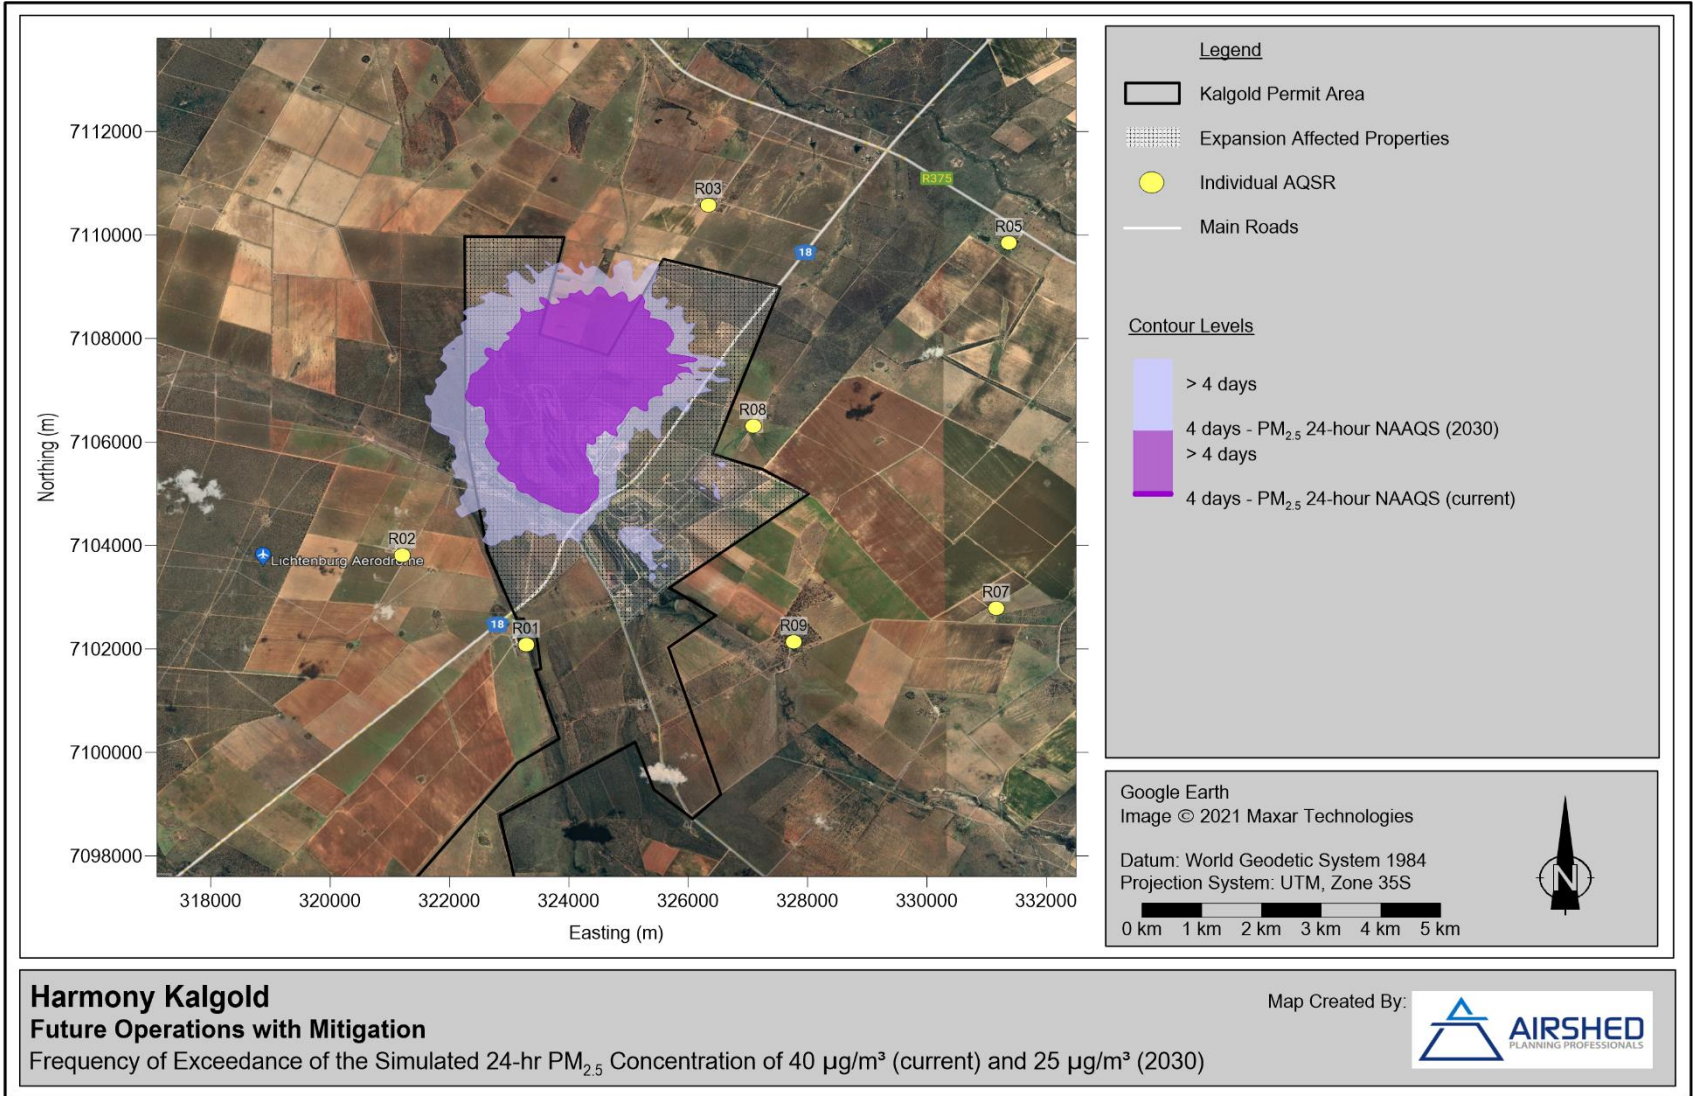 Legend
Kalgold Permit Area
Expansion Affected Properties
Individual AQSR
Main Roads
Contour Levels
> 4 days
4 days - PM2.5 24-hour NAAQS (2030)
> 4 days
4 days - PM2.5 24-hour NAAQS (current)
7112000
7110000
7108000
7106000
7104000
7102000
7100000
7098000
Northing (m)
R03
R375
R05
18
R08
R02
Lichtenburg Aerodrome
R07
18
R01
R09
318000
320000
322000
324000
326000
328000
330000
332000
Easting (m)
Google Earth
Image © 2021 Maxar Technologies
Datum: World Geodetic System 1984
Projection System: UTM, Zone 35S
0 km 1 km 2 km 3 km 4 km 5 km
N
Harmony Kalgold
Future Operations with Mitigation
Frequency of Exceedance of the Simulated 24-hr PM2.5 Concentration of 40 µg/m³ (current) and 25 µg/m³ (2030)
Map Created By:
AIRSHED
PLANNING PROFESSIONALS